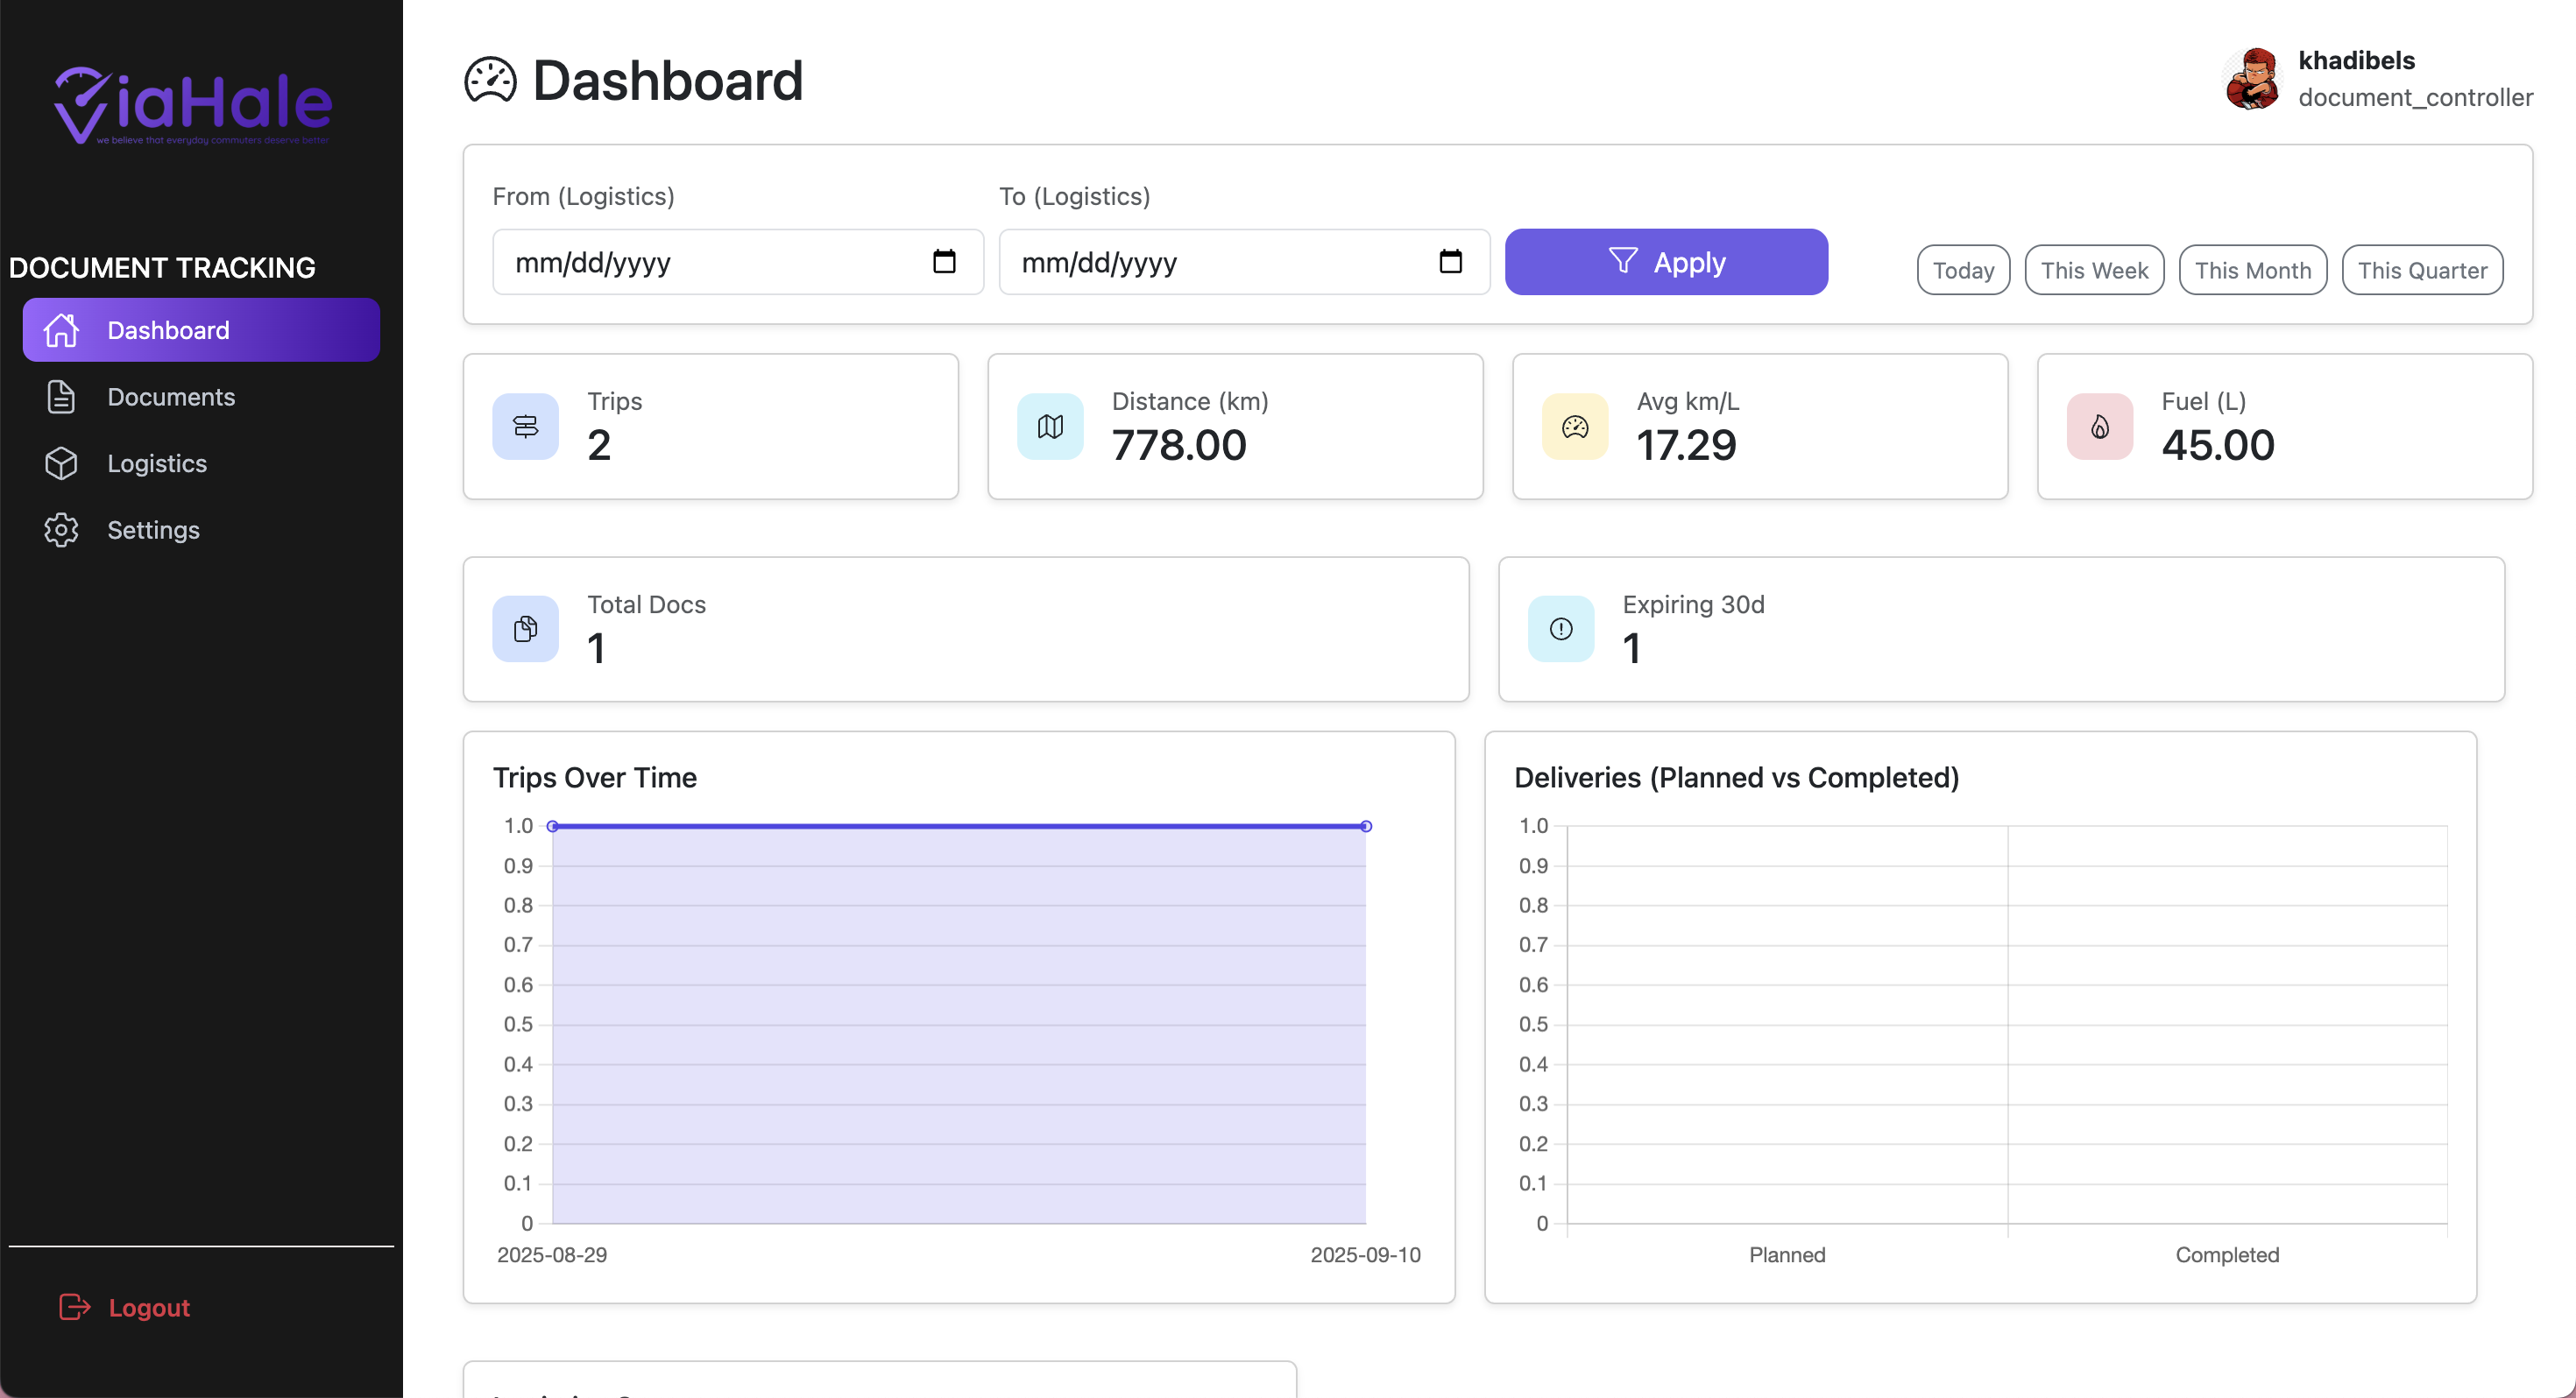 ViaHale
we believe that everyday commuters deserve better
DOCUMENT TRACKING
Dashboard
Documents
Logistics
Settings
Logout
Dashboard
khadibels
document_controller
From (Logistics)
To (Logistics)
mm/dd/yyyy
mm/dd/yyyy
Apply
Today
This Week
This Month
This Quarter
Trips
2
Distance (km)
778.00
Avg km/L
17.29
Fuel (L)
45.00
Total Docs
1
Expiring 30d
1
Trips Over Time
1.0
0.9
0.8
0.7
0.6
0.5
0.4
0.3
0.2
0.1
0
2025-08-29
2025-09-10
Deliveries (Planned vs Completed)
1.0
0.9
0.8
0.7
0.6
0.5
0.4
0.3
0.2
0.1
0
Planned
Completed